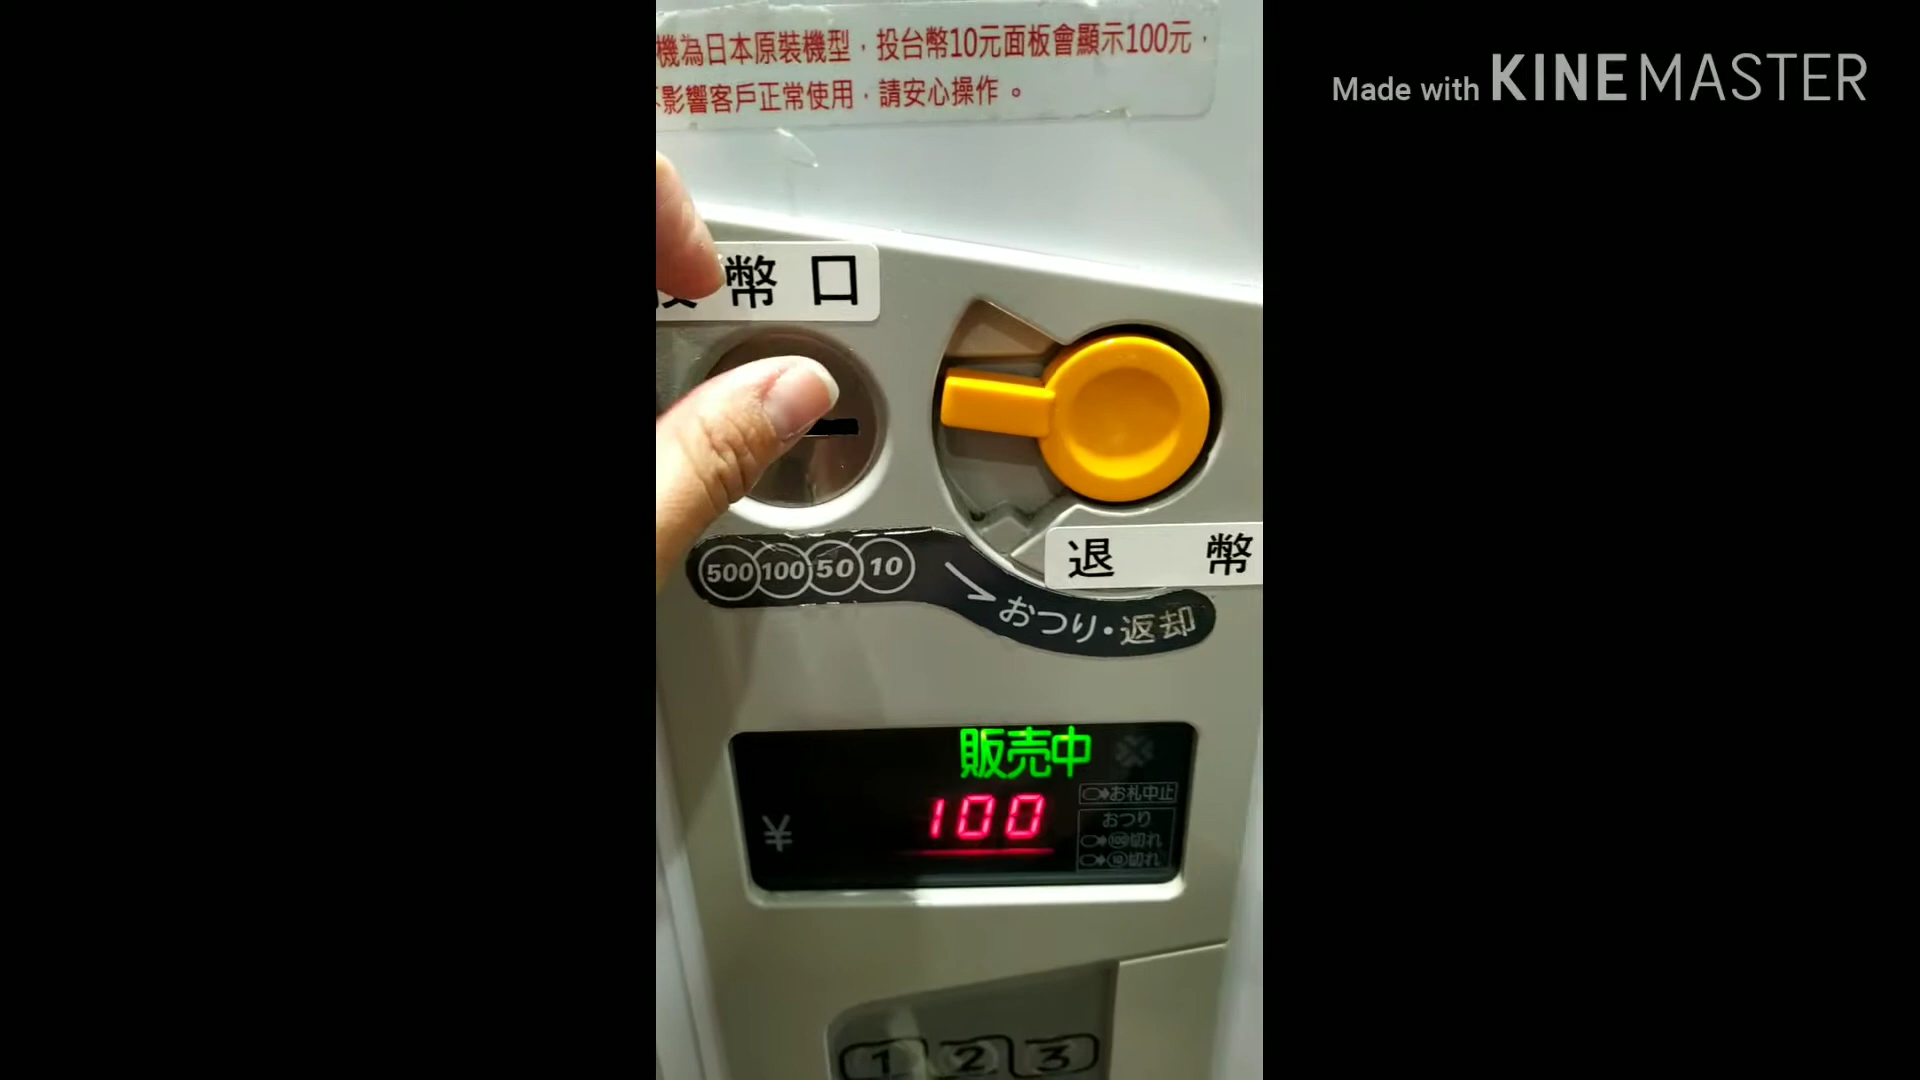 機為日本原裝機型，投台幣10元面板會顯示100元，
影響客戶正常使用，請安心操作。
Made with KINEMASTER
幣口
500 100 50 10
退 幣
おつり・返却
販売中
¥ 100
お札中止
おつり
100切れ
10切れ
1 2 3